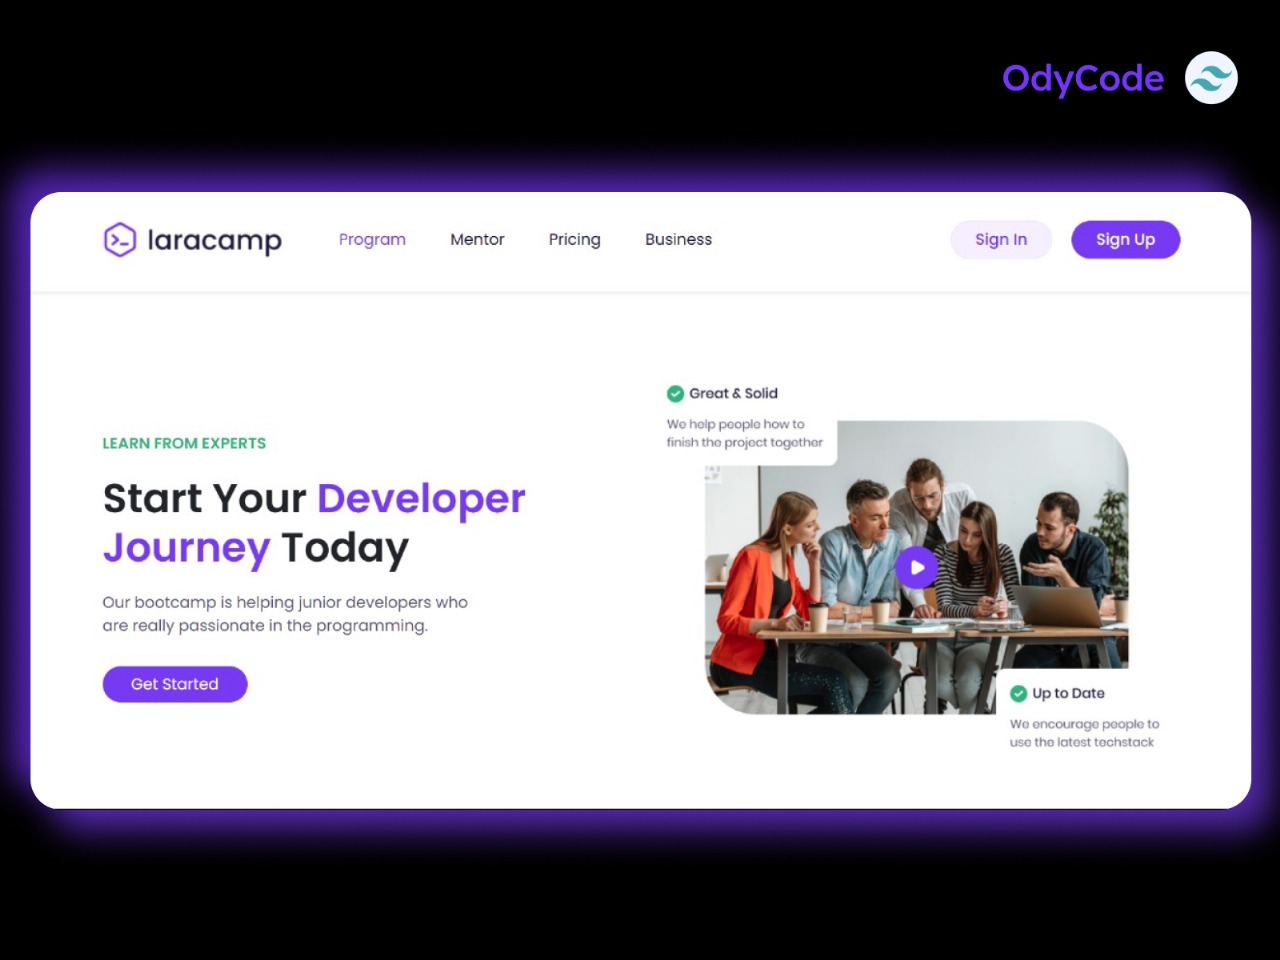 OdyCode
laracamp
Program
Mentor
Pricing
Business
Sign In
Sign Up
LEARN FROM EXPERTS
Start Your Developer
Journey Today
Our bootcamp is helping junior developers who
are really passionate in the programming.
Get Started
Great & Solid
We help people how to
finish the project together
Up to Date
We encourage people to
use the latest techstack